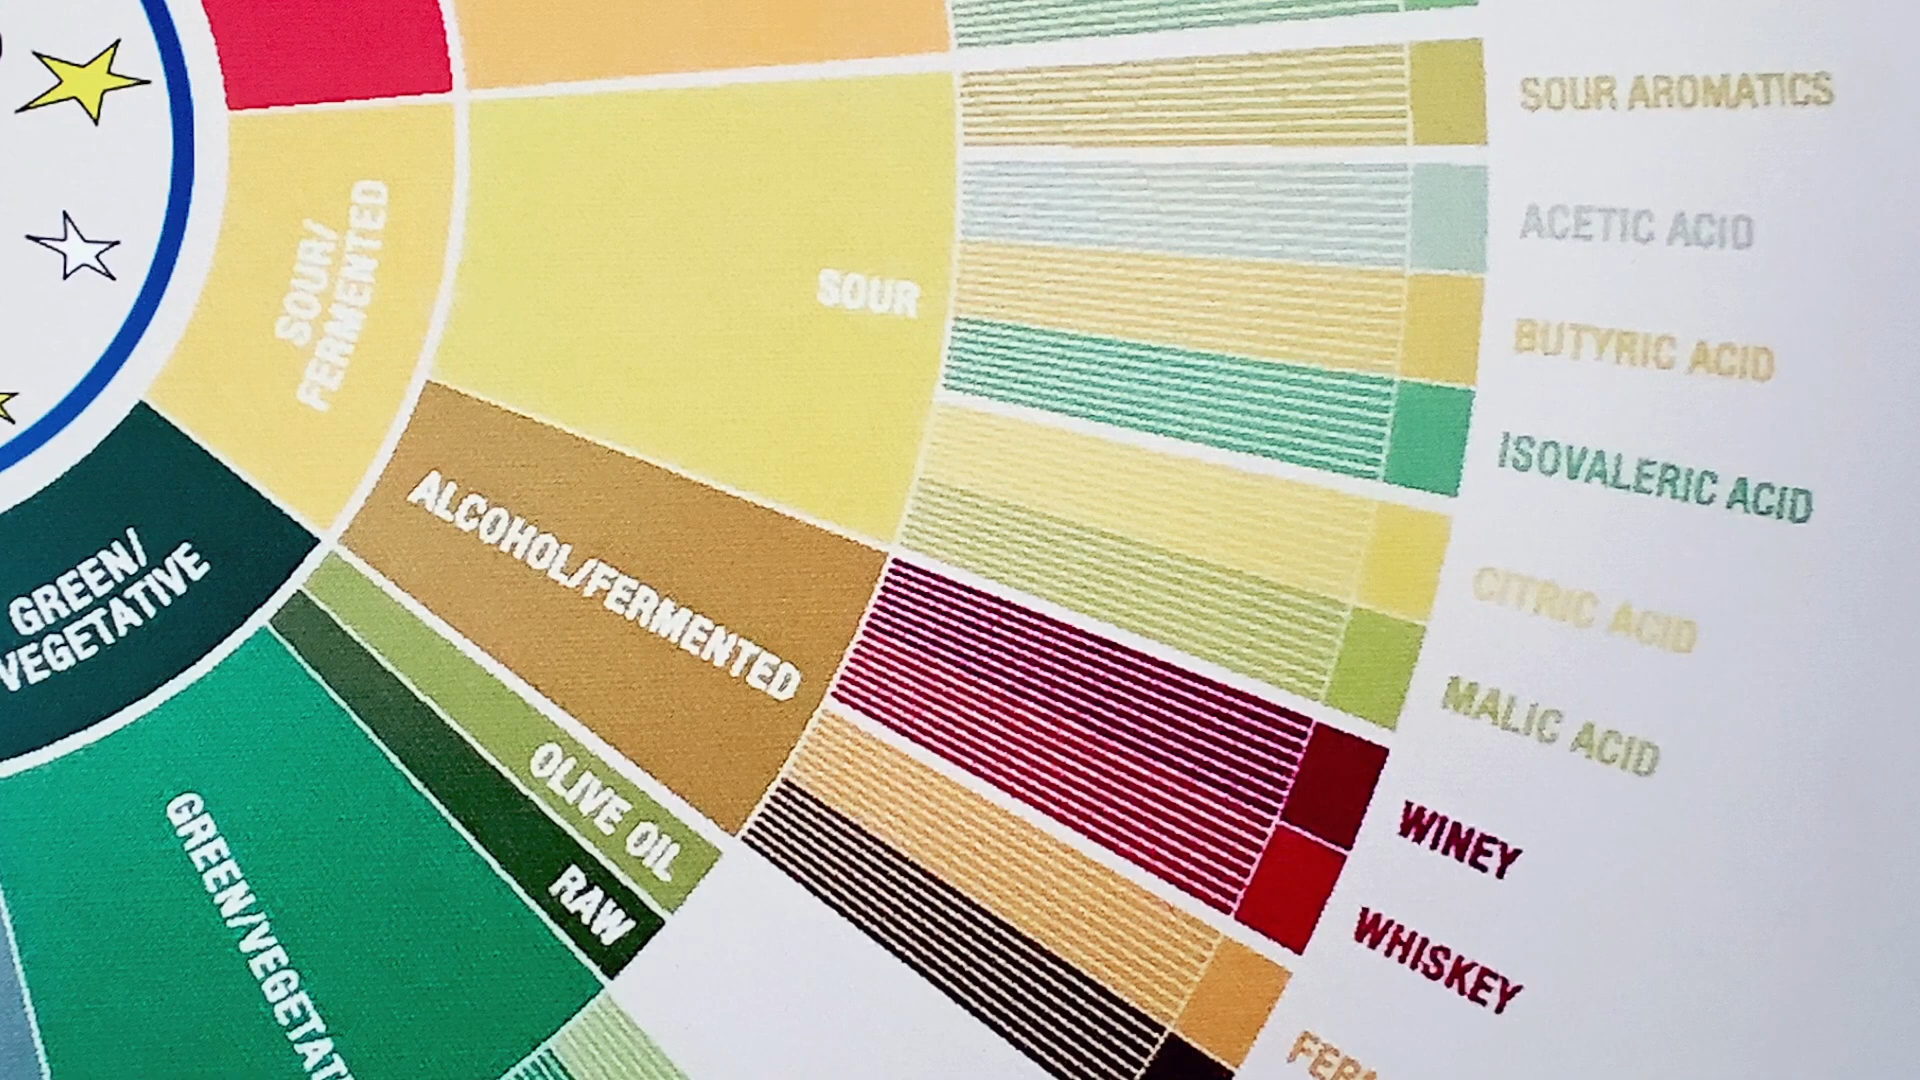 SOUR/
FERMENTED
SOUR
ALCOHOL/FERMENTED
GREEN/
VEGETATIVE
OLIVE OIL
RAW
SOUR AROMATICS
ACETIC ACID
BUTYRIC ACID
ISOVALERIC ACID
CITRIC ACID
MALIC ACID
WINEY
WHISKEY